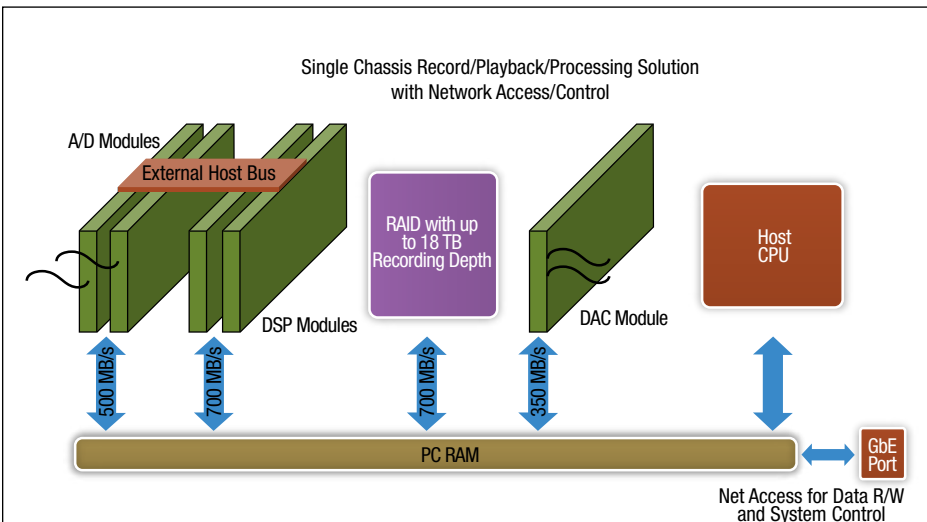 Single Chassis Record/Playback/Processing Solution
with Network Access/Control
A/D Modules
External Host Bus
RAID with up
to 18 TB
Recording Depth
Host
CPU
DSP Modules
DAC Module
500 MB/s
700 MB/s
700 MB/s
350 MB/s
PC RAM
GbE
Port
Net Access for Data R/W
and System Control